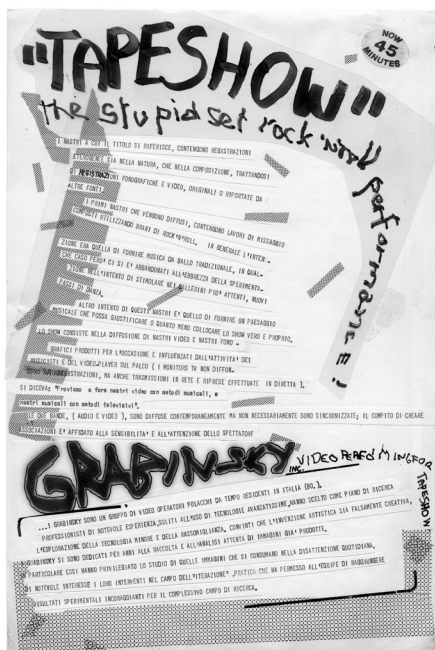 NOW
45
MINUTES
"TAPESHOW"
the stupid set rock'n'roll performance!
I NASTRI A CUI IL TITOLO SI RIFERISCE, CONTENGONO REGISTRAZIONI
SIA NELLA NATURA, CHE NELLA COMPOSIZIONE, TRATTANDOSI
DI REGISTRAZIONI FONOGRAFICHE E VIDEO, ORIGINALI O RIPORTATE DA
ALTRE FONTI.
I PRIMI NASTRI CHE VENGONO DIFFUSI, CONTENGONO LAVORI DI MISSAGGIO
COMPOSTI UTILIZZANDO BRANI DI ROCK'N'ROLL. IN GENERALE L'INTEN-
ZIONE ERA QUELLA DI FORNIRE MUSICA DA BALLO TRADIZIONALE, IN QUAL-
CHE CASO PERO' CI SI E' ABBANDONATI ALL'EBBREZZA DELLA SPERIMENTA-
ZIONE NELL'INTENTO DI STIMOLARE NEI BALLERINI PIU' ATTENTI, NUOVI
PASSI DI DANZA.
ALTRO INTENTO DI QUESTI NASTRI E' QUELLO DI FORNIRE UN PAESAGGIO
MUSICALE CHE POSSA GIUSTIFICARE O QUANTO MENO COLLOCARE LO SHOW VERO E PROPRIO.
LO SHOW CONSISTE NELLA DIFFUSIONE DI NASTRI VIDEO E NASTRI FONO -
GRAFICI PRODOTTI PER L'OCCASIONE E INFLUENZATI DALL'ATTIVITA' DEI
MUSICISTI E DEL VIDEO-PLAYER SUL PALCO ( I MONITORS TV NON DIFFON-
REGISTRAZIONI, MA ANCHE TRASMISSIONI IN RETE E RIPRESE EFFETTUATE IN DIRETTA ).
SI DICEVA: "Proviamo a fare nastri video con metodi musicali, e
nastri musicali con metodi televisivi".
LE DUE BANDE, ( AUDIO E VIDEO ), SONO DIFFUSE CONTEMPORANEAMENTE MA NON NECESSARIAMENTE SONO SINCRONIZZATE; IL COMPITO DI CREARE
ASSOCIAZIONI E' AFFIDATO ALLA SENSIBILITA' E ALL'ATTENZIONE DELLO SPETTATORE
GRABINSKY
INC. VIDEO PERFORMING FOR
TAPESHOW
...I GRABINSKY SONO UN GRUPPO DI VIDEO OPERATORI POLACCHI DA TEMPO RESIDENTI IN ITALIA (BO.).
PROFESSIONISTI DI NOTEVOLE ESPERIENZA, SOLITI ALL'USO DI TECNOLOGIE AVANZATISSIME, HANNO SCELTO COME PIANO DI RICERCA
L'ESPLORAZIONE DELLA TECNOLOGIA MINORE E DELLA RASSOMIGLIANZA. CONVINTI CHE L'INVENZIONE ARTISTICA SIA FALSAMENTE CREATIVA,
GRABINSKY SI SONO DEDICATI PER ANNI ALLA RACCOLTA E ALL'ANALISI ATTENTA DI IMMAGINI GIA' PRODOTTE.
IN PARTICOLARE ESSI HANNO PRIVILEGIATO LO STUDIO DI QUELLE IMMAGINI CHE SI CONSUMANO NELLA DISATTENZIONE QUOTIDIANA.
DI NOTEVOLE INTERESSE I LORO INTERVENTI NEL CAMPO DELL'"ITERAZIONE", PRATICA CHE HA PERMESSO ALL'EQUIPE DI RAGGIUNGERE
RISULTATI SPERIMENTALI INCORAGGIANTI PER IL COMPLESSIVO CAMPO DI RICERCA.